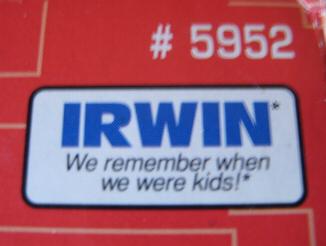 # 5952
IRWIN*
We remember when
we were kids!*